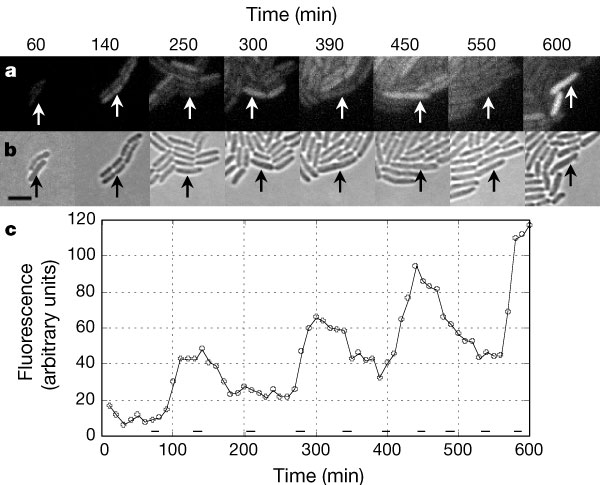 Time (min)
60 140 250 300 390 450 550 600
a
b
c
120
100
80
60
40
20
0
Fluorescence
(arbitrary units)
0 100 200 300 400 500 600
Time (min)